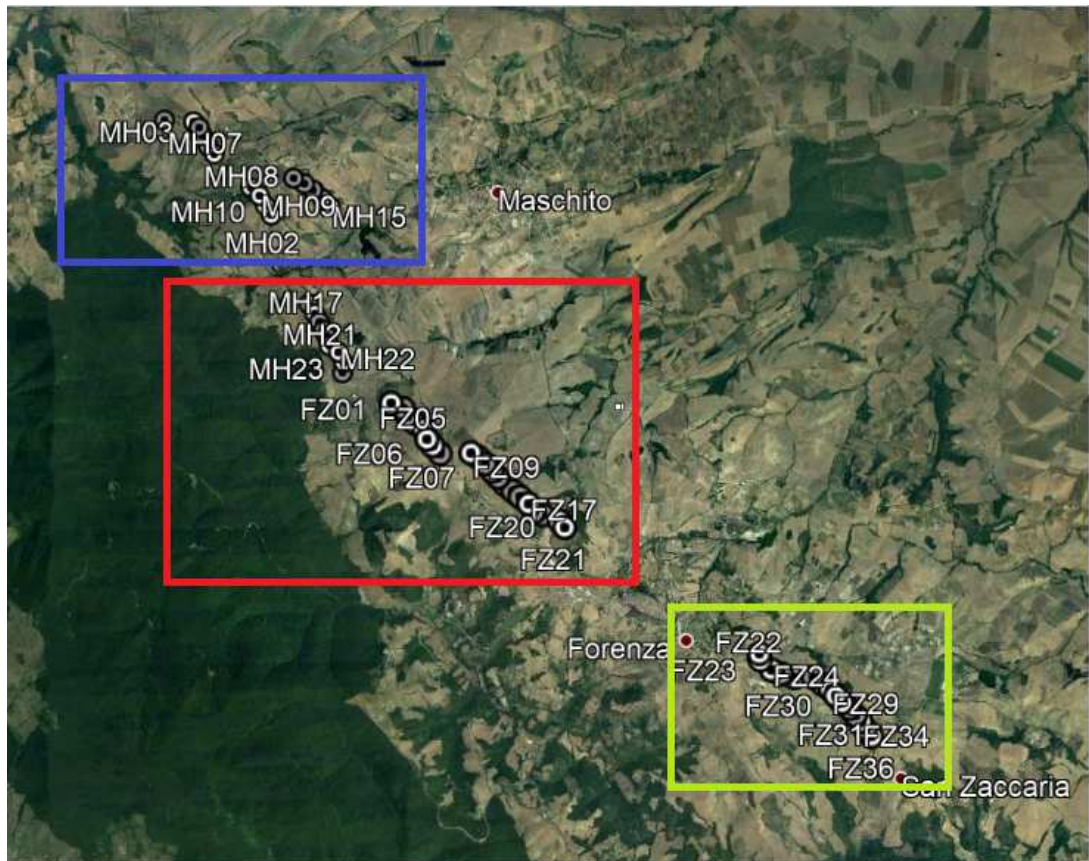 MH03
MH07
MH08
MH10
MH09
MH15
MH02
Maschito
MH17
MH21
MH22
MH23
FZ01
FZ05
FZ06
FZ07
FZ09
FZ17
FZ20
FZ21
Forenza
FZ22
FZ23
FZ24
FZ30
FZ29
FZ31
FZ34
FZ36
San Zaccaria